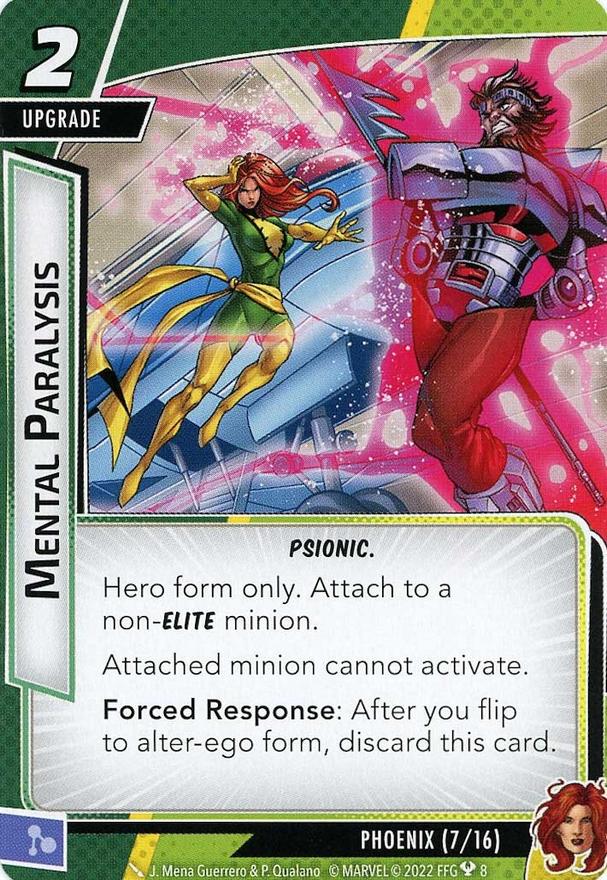 2
UPGRADE
MENTAL PARALYSIS
PSIONIC.
Hero form only. Attach to a
non-ELITE minion.
Attached minion cannot activate.
Forced Response: After you flip
to alter-ego form, discard this card.
PHOENIX (7/16)
J. Mena Guerrero & P. Qualano © MARVEL © 2022 FFG 8